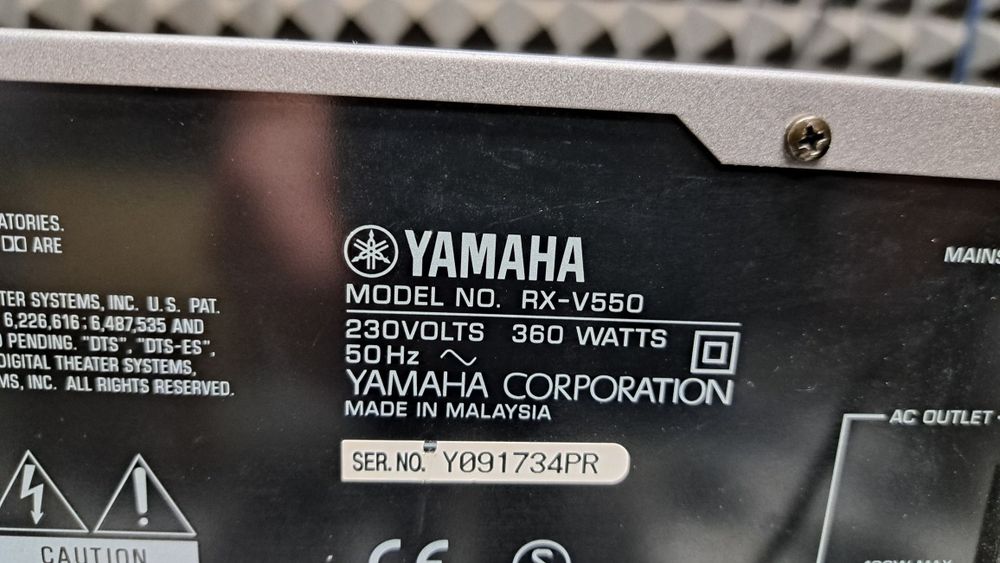 ATORIES.
ARE
TER SYSTEMS, INC. U.S. PAT.
6,226,616; 6,487,535 AND
PENDING. "DTS", "DTS-ES",
DIGITAL THEATER SYSTEMS,
MS, INC. ALL RIGHTS RESERVED.
YAMAHA
MODEL NO. RX-V550
230VOLTS 360 WATTS
50Hz ~
YAMAHA CORPORATION
MADE IN MALAYSIA
SER.NO. Y091734PR
MAINS
AC OUTLET
CAUTION
CE
S